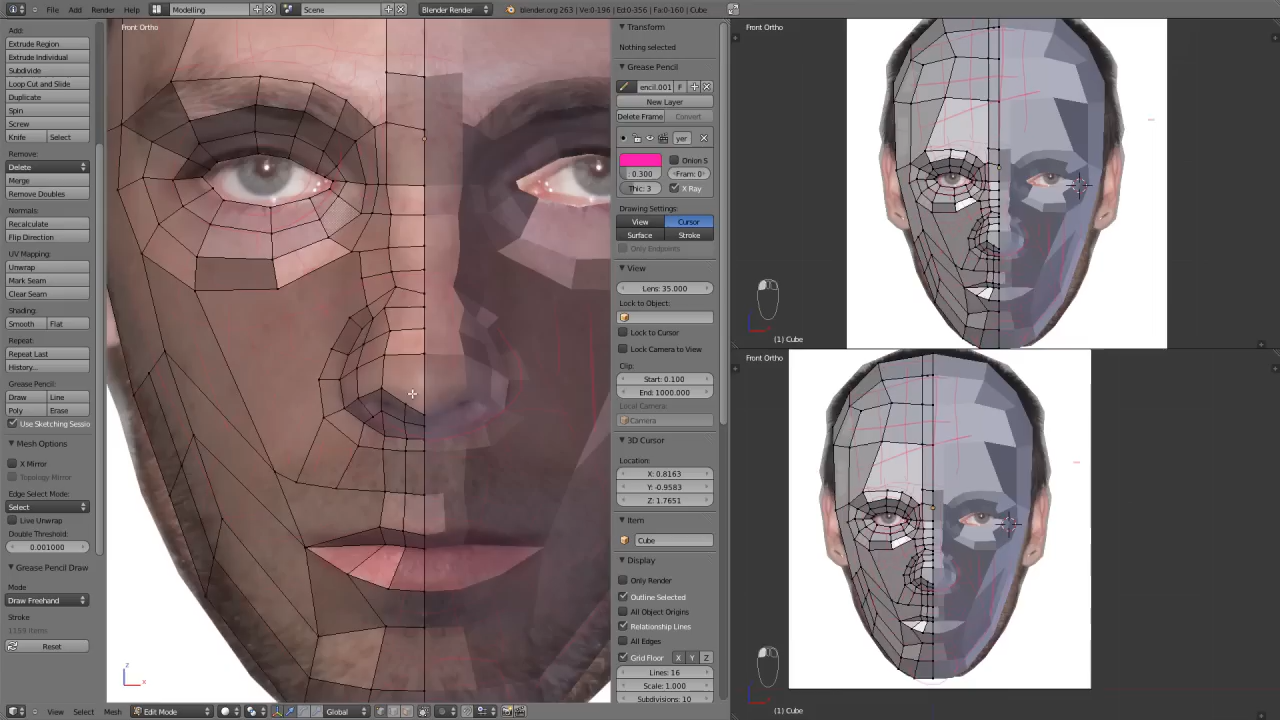 File Add Render Help Modelling Scene Blender Render blender.org 263 | Ve:0-196 | Ed:0-356 | Fa:0-160 | Cube
Add:
Extrude Region
Extrude Individual
Subdivide
Loop Cut and Slide
Duplicate
Spin
Screw
Knife Select
Remove:
Delete
Merge
Remove Doubles
Normals:
Recalculate
Flip Direction
UV Mapping:
Unwrap
Mark Seam
Clear Seam
Shading:
Smooth Flat
Repeat:
Repeat Last
History...
Grease Pencil:
Draw Line
Poly Erase
Use Sketching Sessio
Mesh Options
X Mirror
Topology Mirror
Edge Select Mode:
Select
Live Unwrap
Double Threshold:
0.001000
Grease Pencil Draw
Mode
Draw Freehand
Stroke
1159 items
Reset
Front Ortho
z
x
View Select Mesh Edit Mode Global
Transform
Nothing selected
Grease Pencil
encil.001 F
New Layer
Delete Frame Convert
yer
Onion S
0.300 Fram: 0
Thic: 3 X Ray
Drawing Settings:
View Cursor
Surface Stroke
Only Endpoints
View
Lens: 35.000
Lock to Object:
Lock to Cursor
Lock Camera to View
Clip:
Start: 0.100
End: 1000.000
Local Camera:
Camera
3D Cursor
Location:
X: 0.8163
Y: -0.9583
Z: 1.7651
Item
Cube
Display
Only Render
Outline Selected
All Object Origins
Relationship Lines
All Edges
Grid Floor X Y Z
Lines: 16
Scale: 1.000
Subdivisions: 10
Front Ortho
(1) Cube
Front Ortho
(1) Cube